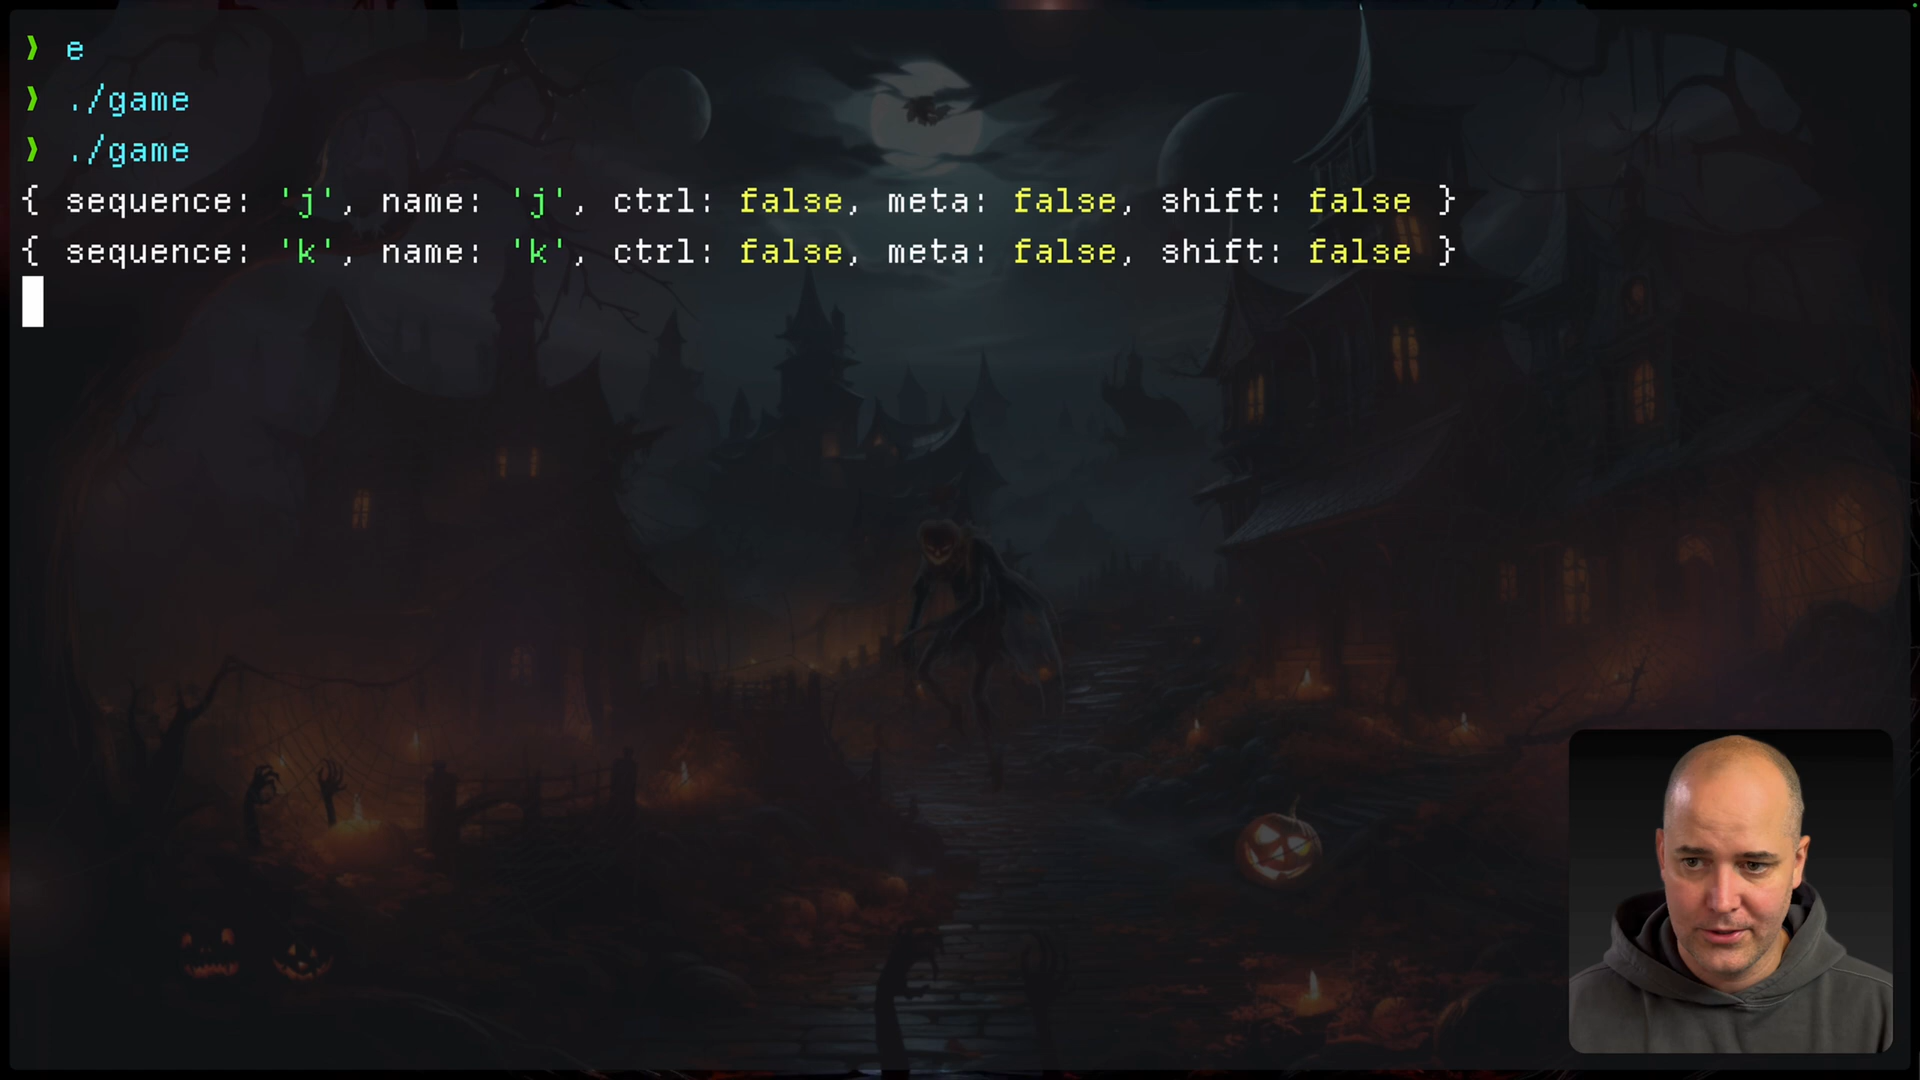 ❯ e
❯ ./game
❯ ./game
{ sequence: 'j', name: 'j', ctrl: false, meta: false, shift: false }
{ sequence: 'k', name: 'k', ctrl: false, meta: false, shift: false }